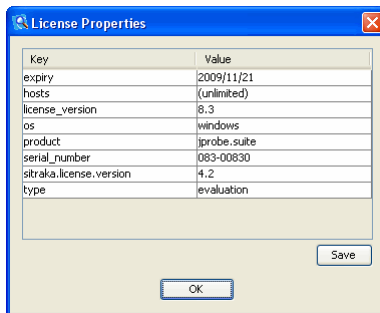 License Properties
Key Value
expiry 2009/11/21
hosts (unlimited)
license_version 8.3
os windows
product jprobe.suite
serial_number 083-00830
sitraka.license.version 4.2
type evaluation
Save
OK